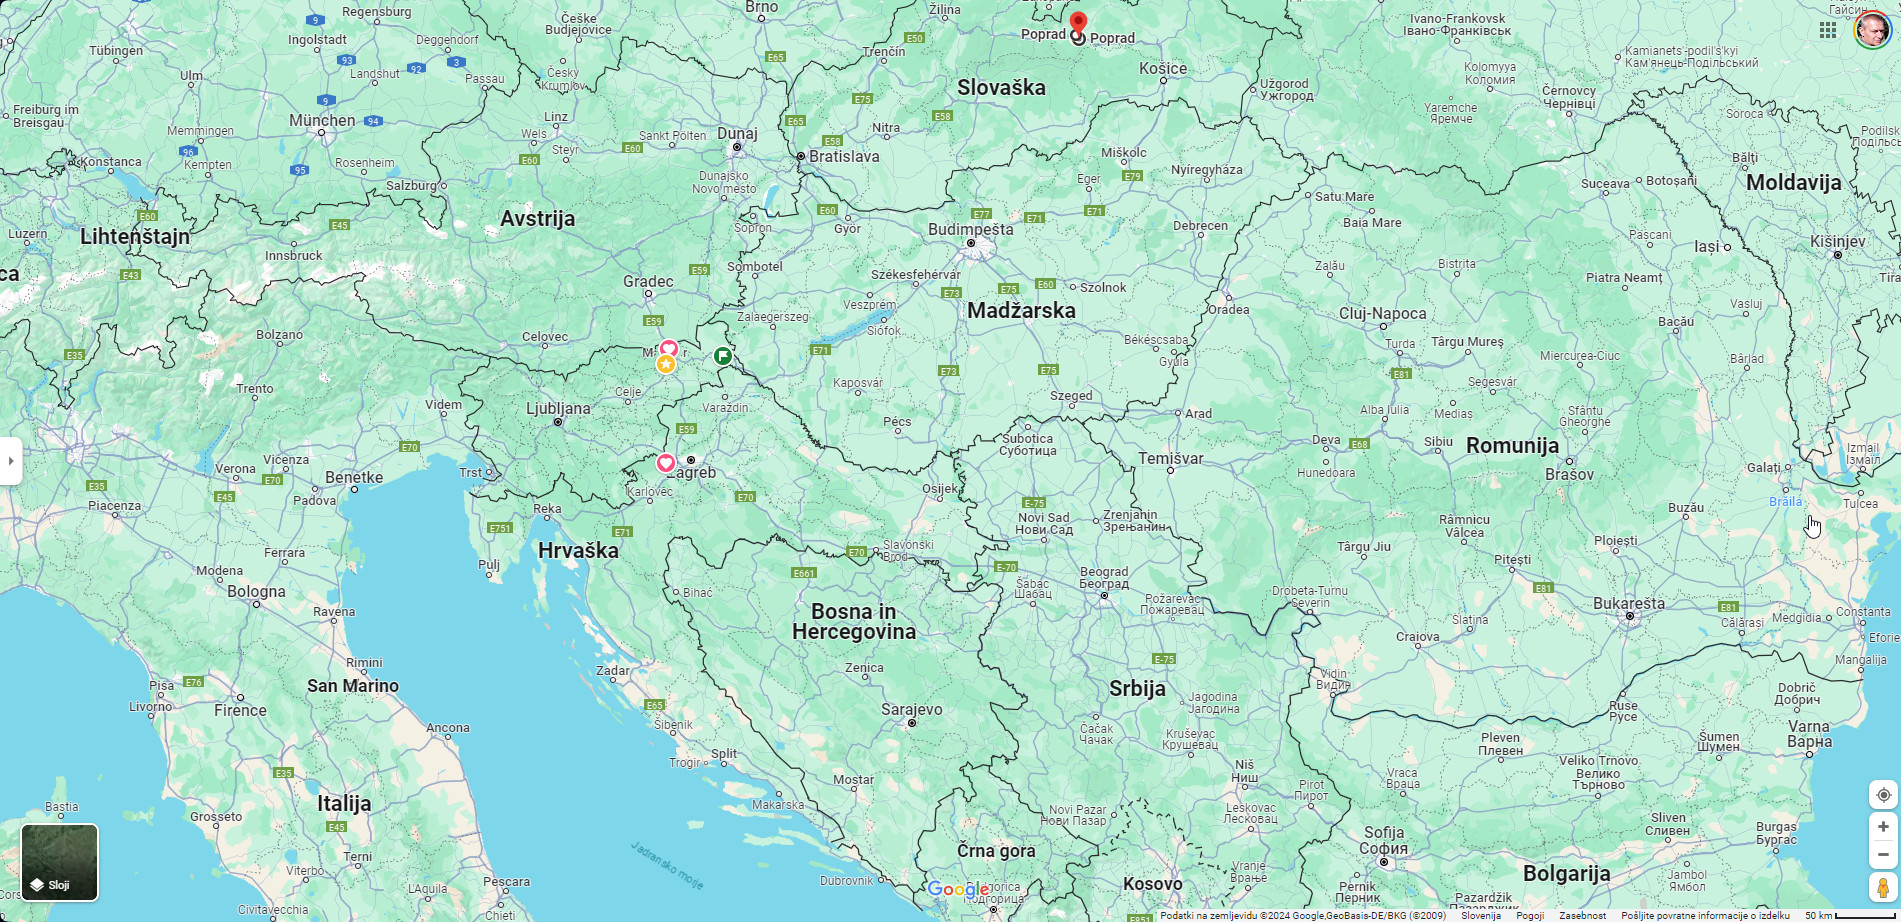 Regensburg
Brno
Žilina
Ivano-Frankivsk
Івано-Франківськ
Гайсин
České
Budějovice
Ingolstadt
Deggendorf
Tübingen
Trenčín
Poprad
Poprad
Kamianets'-podil's'kyi
Кам'янець-Подільський
Ulm
Landshut
Passau
Český
Krumlov
Slovaška
Košice
Užgorod
Ужгород
Kolomyya
Коломия
Černovcy
Чернівці
Freiburg im
Breisgau
München
Linz
Yaremche
Яремче
Soroca
Memmingen
Wels
Steyr
Sankt Pölten
Dunaj
Nitra
Bratislava
Miškolc
Bălți
Konstanca
Kempten
Rosenheim
Salzburg
Dunajsko
Novo mesto
Eger
Nyíregyháza
Suceava
Botoșani
Moldavija
Satu Mare
Baia Mare
Luzern
Lihtenštajn
Avstrija
Sopron
Győr
Budimpešta
Debrecen
Pașcani
Iași
Kišinjev
Innsbruck
Gradec
Sombotel
Székesfehérvár
Szolnok
Zalău
Bistrița
Piatra Neamț
Veszprém
Siófok
Zalaegerszeg
Madžarska
Oradea
Cluj-Napoca
Vaslui
Bacău
Bolzano
Celovec
Békéscsaba
Gyula
Turda
Târgu Mureș
Miercurea-Ciuc
Bârlad
Trento
Celje
Kaposvár
Segesvár
Videm
Ljubljana
Varaždin
Szeged
Arad
Alba Iulia
Medias
Sfântu
Gheorghe
Pécs
Subotica
Суботица
Temišvar
Deva
Hunedoara
Sibiu
Romunija
Brașov
Galați
Izmail
Ізмаїл
Verona
Vicenza
Benetke
Padova
Trst
Zagreb
Karlovec
Osijek
Brăila
Tulcea
Piacenza
Reka
Novi Sad
Нови Сад
Zrenjanin
Зрењанин
Râmnicu
Vâlcea
Buzău
Ferrara
Hrvaška
Slavonski
Brod
Târgu Jiu
Pitești
Ploiești
Modena
Bologna
Pulj
Bihać
Šabac
Шабац
Beograd
Београд
Požarevac
Пожаревац
Drobeta-Turnu
Severin
Slatina
Bukarešta
Călărași
Medgidia
Constanta
Eforie
Ravena
Bosna in
Hercegovina
Craiova
Rimini
San Marino
Zadar
Zenica
Srbija
Vidin
Видин
Mangalija
Pisa
Livorno
Firence
Ancona
Šibenik
Sarajevo
Jagodina
Јагодина
Ruse
Русе
Dobrič
Добрич
Varna
Варна
Čačak
Чачак
Kruševac
Крушевац
Pleven
Плевен
Šumen
Шумен
Trogir
Split
Mostar
Niš
Ниш
Pirot
Пирот
Vraca
Враца
Veliko Trnovo
Велико
Търново
Bastia
Italija
Grosseto
Makarska
Novi Pazar
Нови Пазар
Leskovac
Лесковац
Sofija
София
Sliven
Сливен
Burgas
Бургас
Terni
Viterbo
Jadransko morje
Črna gora
Vranje
Врање
Kosovo
Pernik
Перник
Bolgarija
Jambol
Ямбол
Pazardžik
L'Aquila
Pescara
Chieti
Civitavecchia
Dubrovnik
Подгорица
Sloji
Google
Podatki na zemljevidu ©2024 Google,GeoBasis-DE/BKG (©2009) Slovenija Pogoji Zasebnost Pošljite povratne informacije o izdelku 50 km